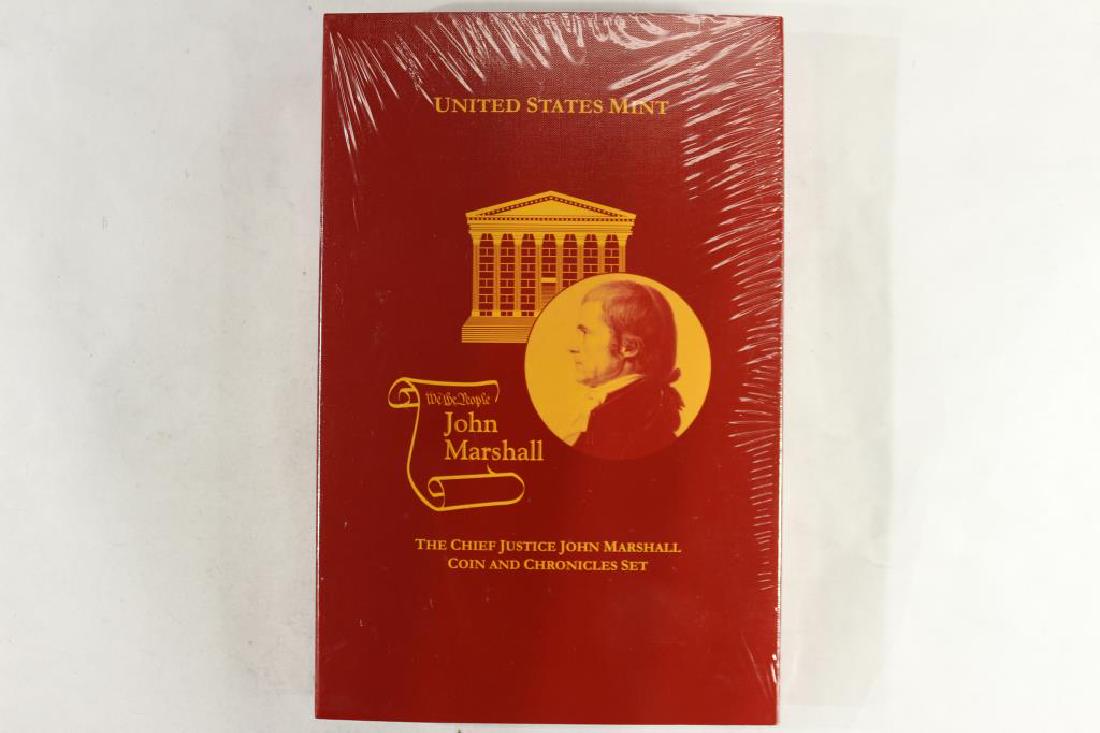 UNITED STATES MINT
We the People
John
Marshall
THE CHIEF JUSTICE JOHN MARSHALL
COIN AND CHRONICLES SET